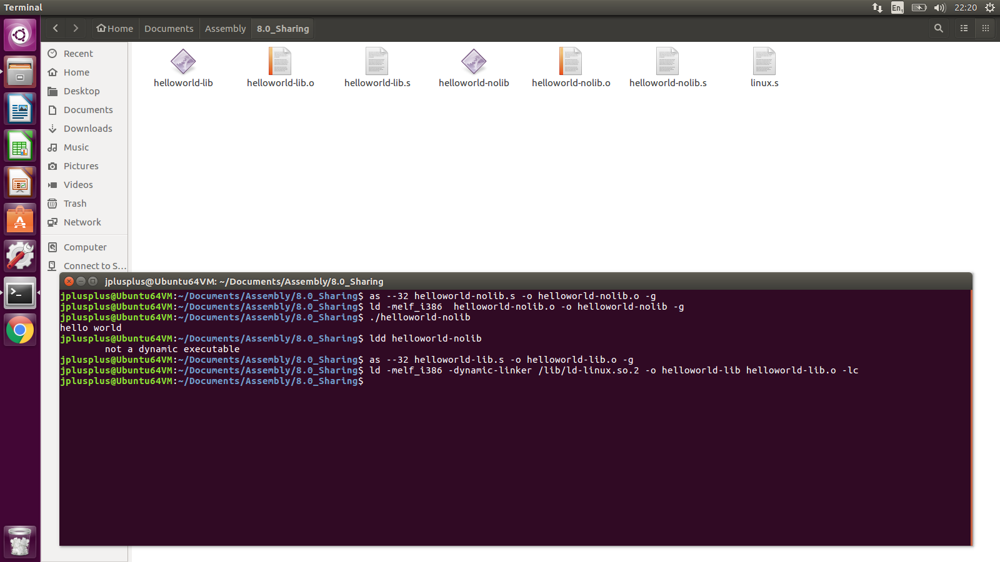 Terminal
En1
22:20
Home Documents Assembly 8.0_Sharing
Recent
Home
Desktop
Documents
Downloads
Music
Pictures
Videos
Trash
Network
Computer
Connect to S...
helloworld-lib helloworld-lib.o helloworld-lib.s helloworld-nolib helloworld-nolib.o helloworld-nolib.s linux.s
jplusplus@Ubuntu64VM: ~/Documents/Assembly/8.0_Sharing
jplusplus@Ubuntu64VM:~/Documents/Assembly/8.0_Sharing$ as --32 helloworld-nolib.s -o helloworld-nolib.o -g
jplusplus@Ubuntu64VM:~/Documents/Assembly/8.0_Sharing$ ld -melf_i386  helloworld-nolib.o -o helloworld-nolib -g
jplusplus@Ubuntu64VM:~/Documents/Assembly/8.0_Sharing$ ./helloworld-nolib
hello world
jplusplus@Ubuntu64VM:~/Documents/Assembly/8.0_Sharing$ ldd helloworld-nolib
not a dynamic executable
jplusplus@Ubuntu64VM:~/Documents/Assembly/8.0_Sharing$ as --32 helloworld-lib.s -o helloworld-lib.o -g
jplusplus@Ubuntu64VM:~/Documents/Assembly/8.0_Sharing$ ld -melf_i386 -dynamic-linker /lib/ld-linux.so.2 -o helloworld-lib helloworld-lib.o -lc
jplusplus@Ubuntu64VM:~/Documents/Assembly/8.0_Sharing$